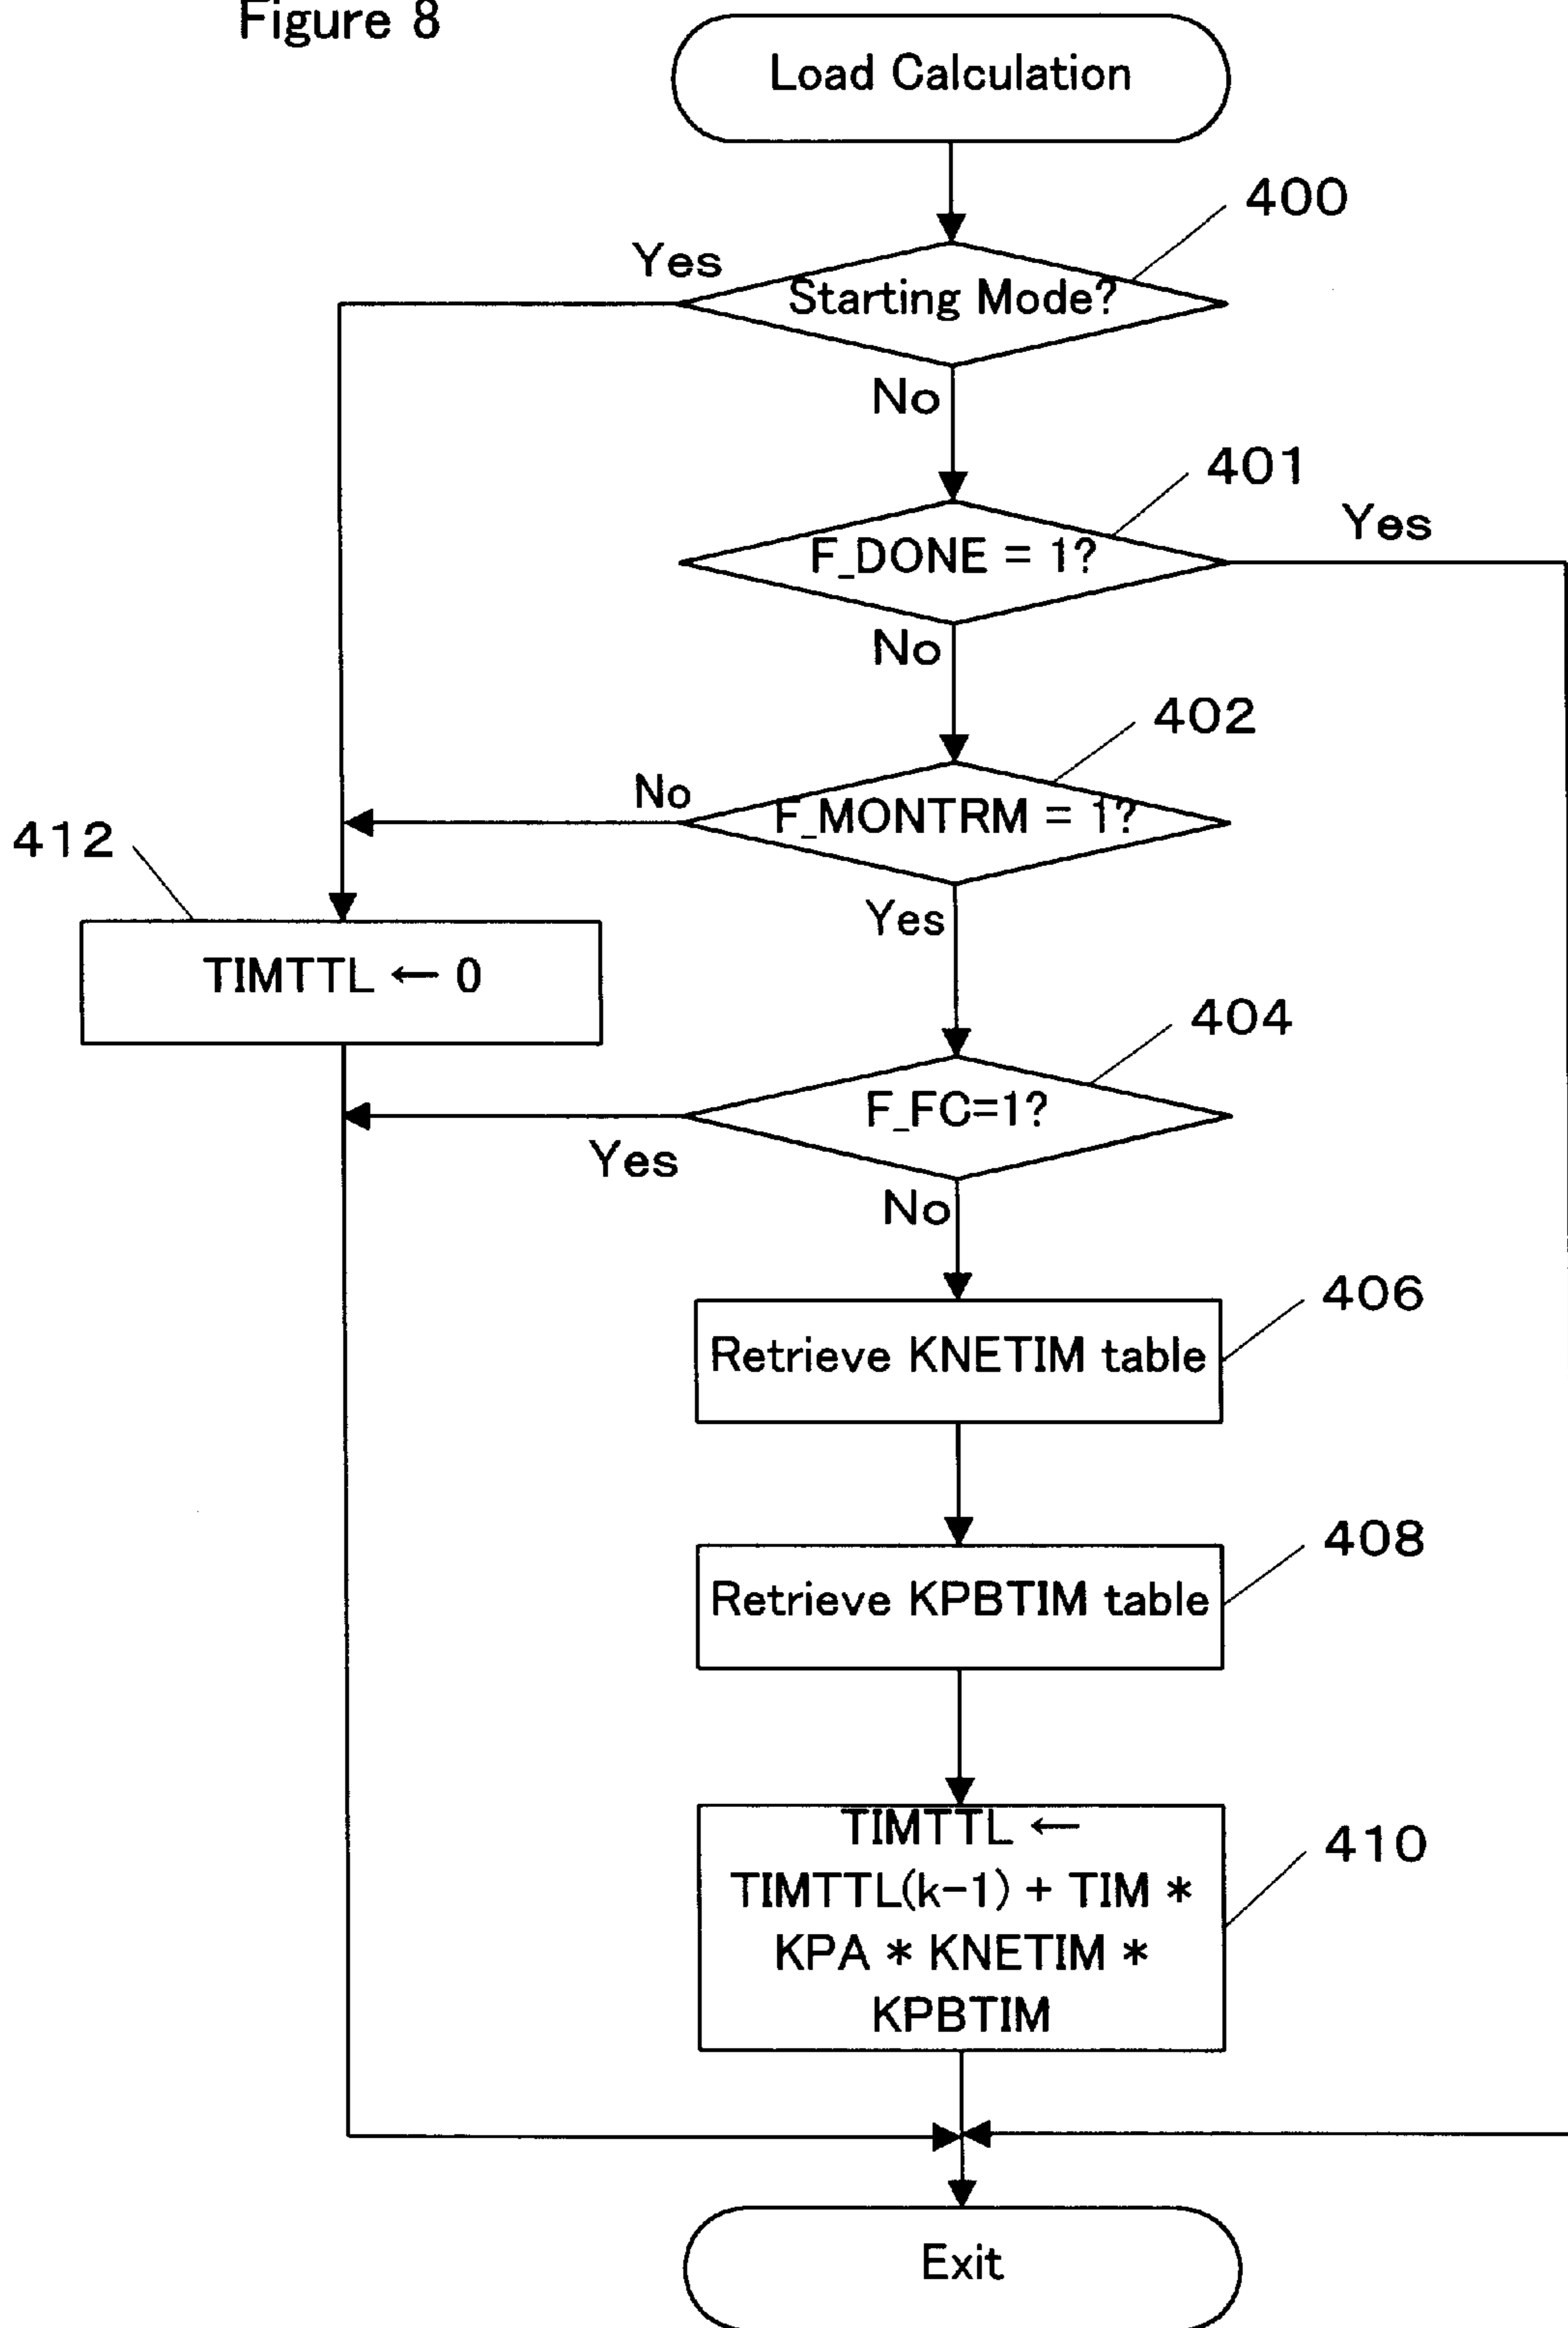 Figure 8
Load Calculation
400
Yes
Starting Mode?
No
401
Yes
F_DONE = 1?
No
402
No
F_MONTRM = 1?
412
Yes
TIMTTL ← 0
404
F_FC=1?
Yes
No
406
Retrieve KNETIM table
408
Retrieve KPBTIM table
TIMTTL ←
410
TIMTTL(k-1) + TIM *
KPA * KNETIM *
KPBTIM
Exit